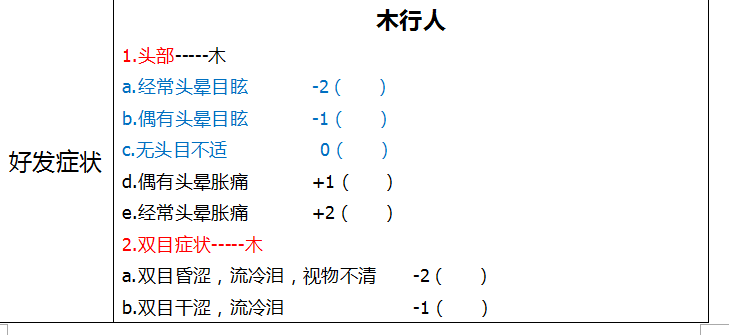 木行人
好发症状
1.头部-----木
a.经常头晕目眩 -2（ ）
b.偶有头晕目眩 -1（ ）
c.无头目不适 0（ ）
d.偶有头晕胀痛 +1（ ）
e.经常头晕胀痛 +2（ ）
2.双目症状-----木
a.双目昏涩，流冷泪，视物不清 -2（ ）
b.双目干涩，流冷泪 -1（ ）